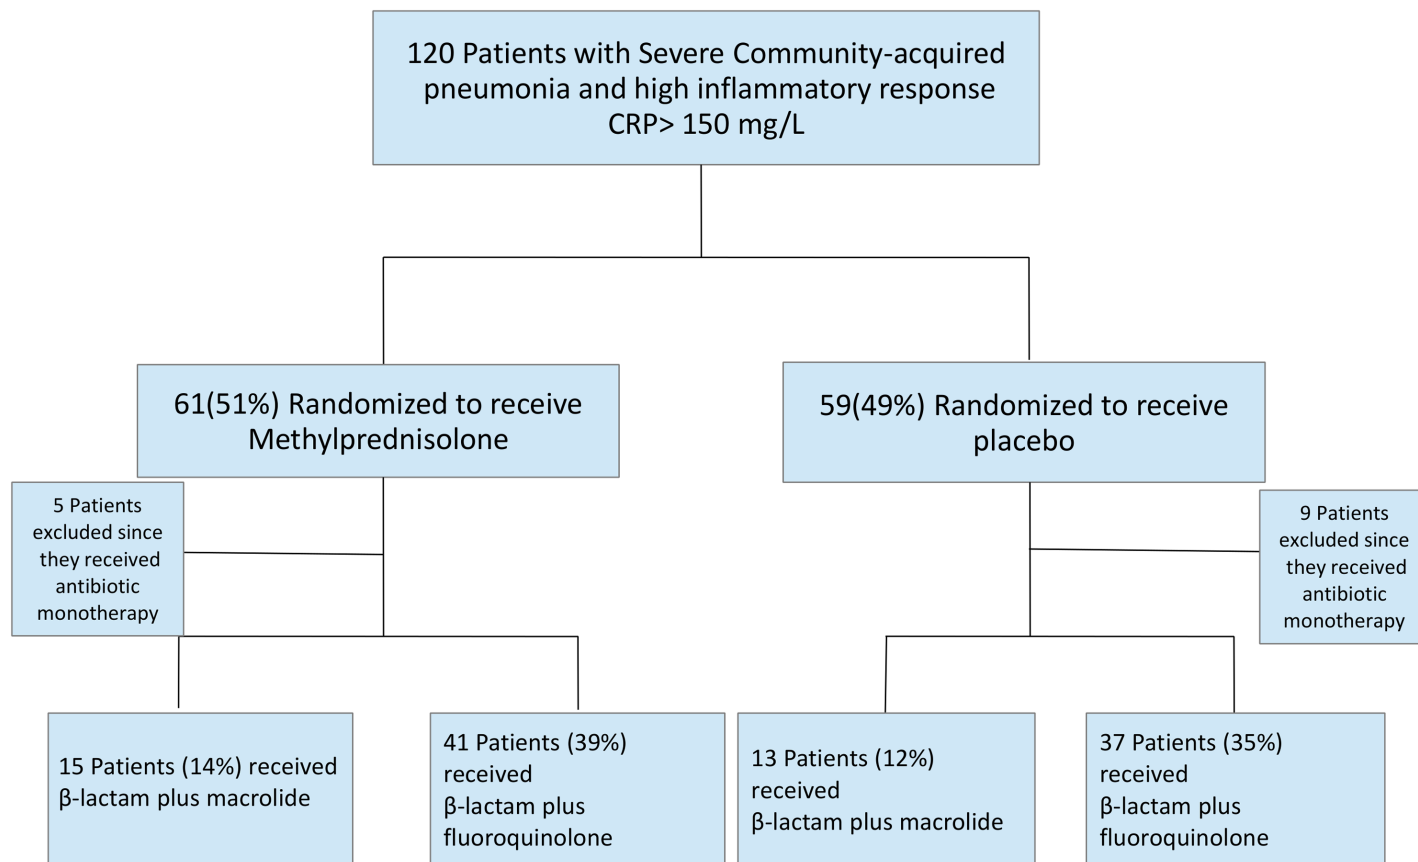 120 Patients with Severe Community-acquired
pneumonia and high inflammatory response
CRP> 150 mg/L
61(51%) Randomized to receive
Methylprednisolone
59(49%) Randomized to receive
placebo
5 Patients
excluded since
they received
antibiotic
monotherapy
9 Patients
excluded since
they received
antibiotic
monotherapy
15 Patients (14%) received
β-lactam plus macrolide
41 Patients (39%)
received
β-lactam plus
fluoroquinolone
13 Patients (12%)
received
β-lactam plus macrolide
37 Patients (35%)
received
β-lactam plus
fluoroquinolone